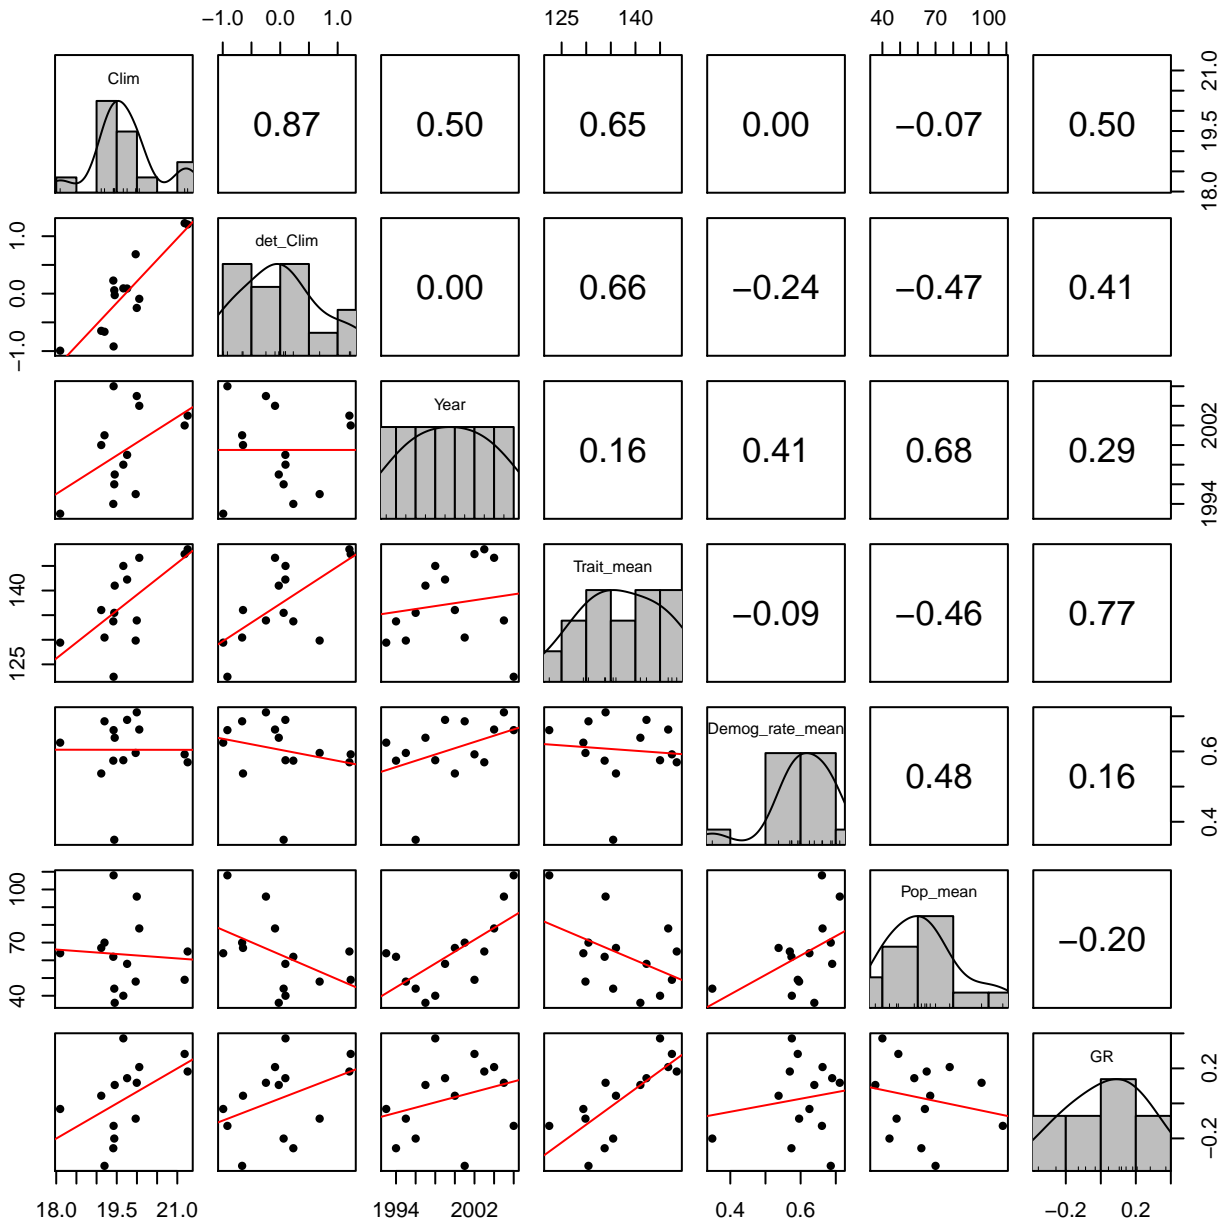 −1.0 0.0 1.0 125 140 40 70 100
Clim 0.87 0.50 0.65 0.00 −0.07 0.50 18.0 19.5 21.0
−1.0 0.0 1.0 det_Clim 0.00 0.66 −0.24 −0.47 0.41
Year 0.16 0.41 0.68 0.29 1994 2002
125 140 Trait_mean −0.09 −0.46 0.77
Demog_rate_mean 0.48 0.16 0.4 0.6
40 70 100 Pop_mean −0.20
GR −0.2 0.2
18.0 19.5 21.0 1994 2002 0.4 0.6 −0.2 0.2